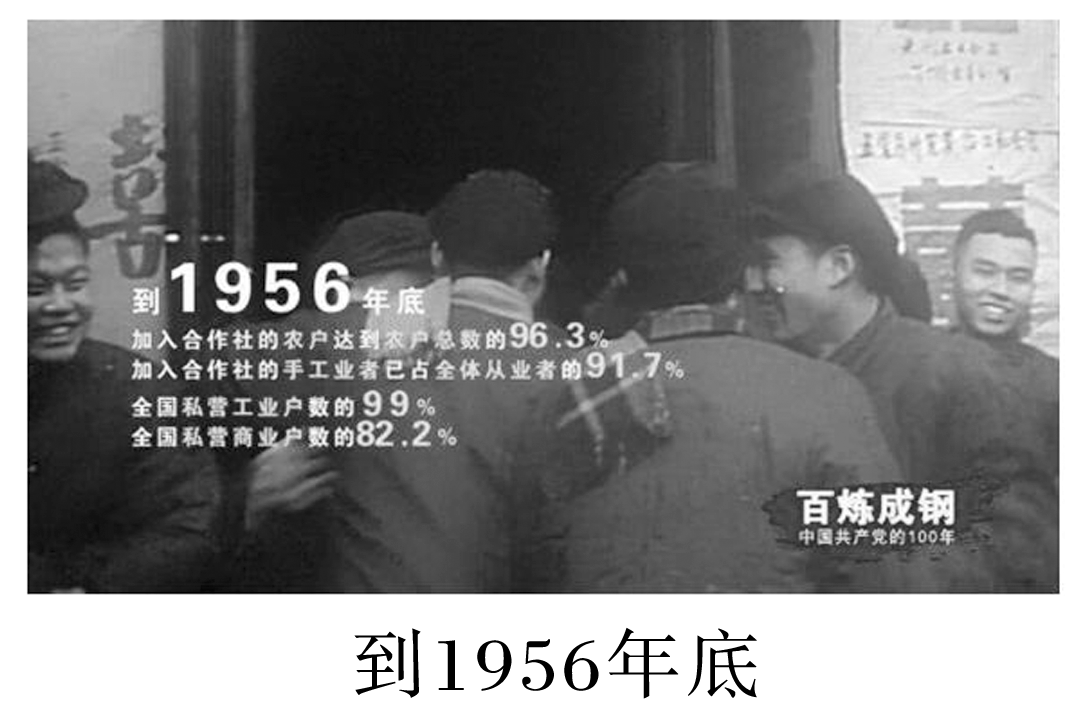 囍
到1956年底
加入合作社的农户达到农户总数的96.3%
加入合作社的手工业者已占全体从业者的91.7%
全国私营工业户数的99%
全国私营商业户数的82.2%
百炼成钢
中国共产党的100年
到1956年底